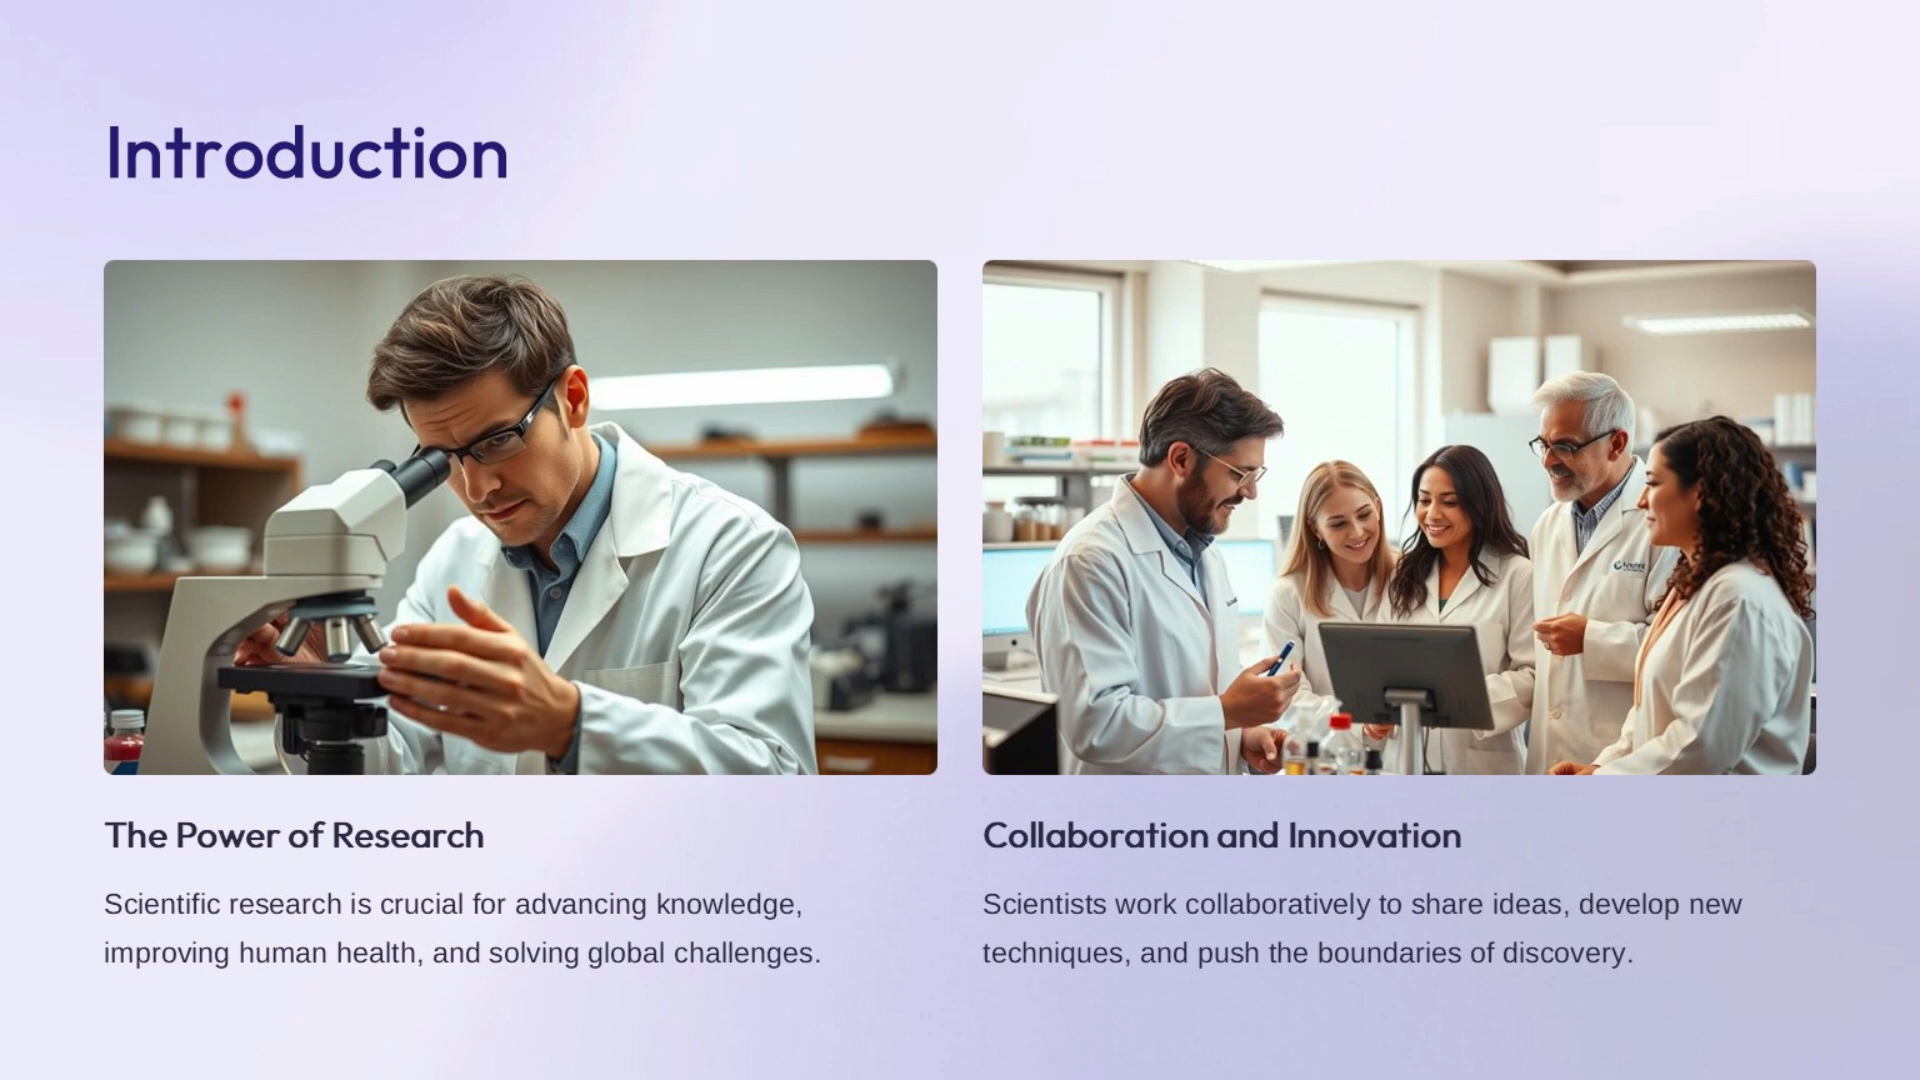 Introduction
The Power of Research
Scientific research is crucial for advancing knowledge,
improving human health, and solving global challenges.
Collaboration and Innovation
Scientists work collaboratively to share ideas, develop new
techniques, and push the boundaries of discovery.